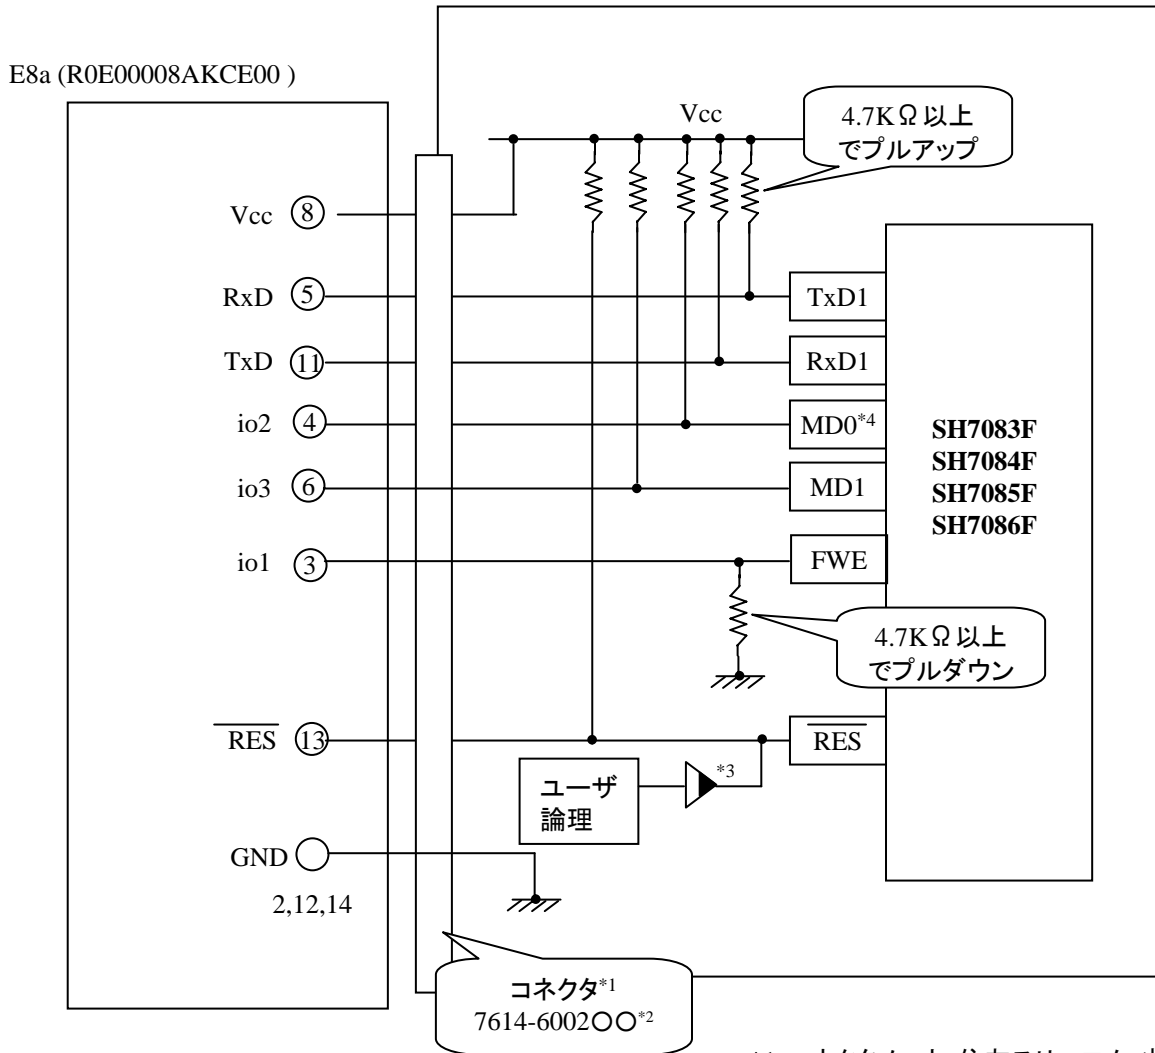 E8a (R0E00008AKCE00 )
Vcc
4.7KΩ以上
でプルアップ
Vcc 8
RxD 5
TxD1
TxD 11
RxD1
io2 4
MD0*4
io3 6
MD1
SH7083F
SH7084F
SH7085F
SH7086F
io1 3
FWE
4.7KΩ以上
でプルダウン
RES 13
RES
ユーザ
論理
*3
GND
2,12,14
コネクタ*1
7614-6002〇〇*2